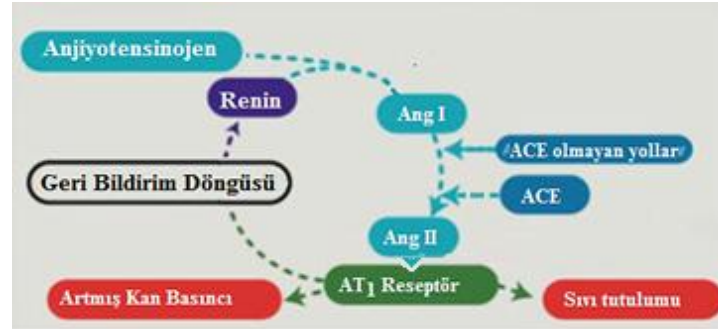 Anjiyotensinojen
Renin
Ang I
ACE olmayan yollar
Geri Bildirim Döngüsü
ACE
Ang II
AT1 Reseptör
Artmış Kan Basıncı
Sıvı tutulumu